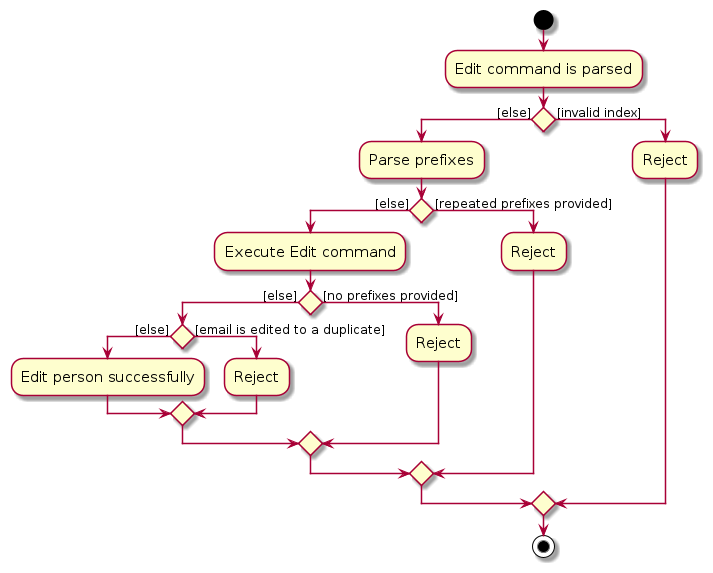 Edit command is parsed
[else]
[invalid index]
Parse prefixes
Reject
[else]
[repeated prefixes provided]
Execute Edit command
Reject
[else]
[no prefixes provided]
[else]
[email is edited to a duplicate]
Reject
Edit person successfully
Reject